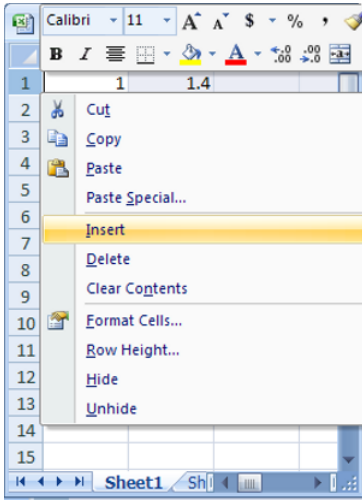 Calibri 11 A A $ % ,
B I A .00 .00 a
1 1 1.4
2 Cut
3 Copy
4 Paste
5 Paste Special...
6
7 Insert
8 Delete
9 Clear Contents
10 Format Cells...
11 Row Height...
12 Hide
13 Unhide
14
15
Sheet1 Sh